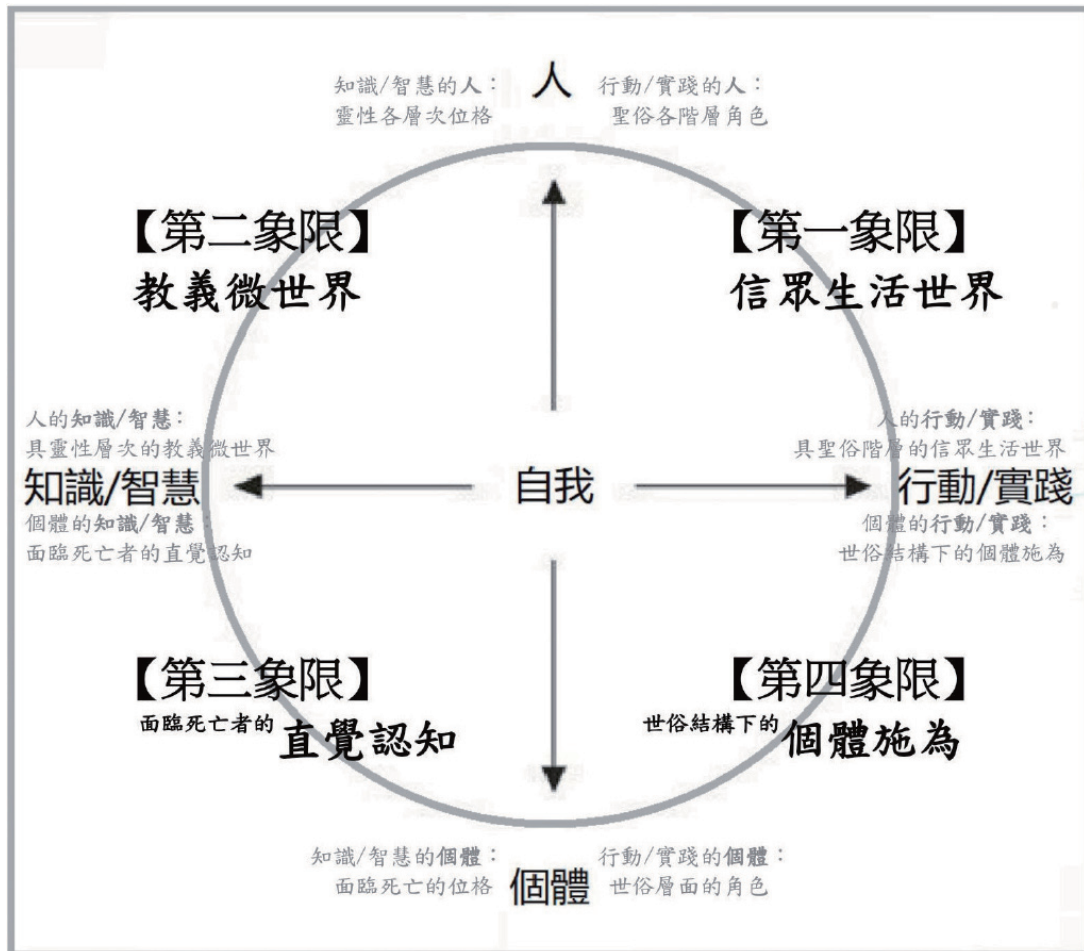 知識/智慧的人：
靈性各層次位格
人
行動/實踐的人：
聖俗各階層角色
【第二象限】
教義微世界
【第一象限】
信眾生活世界
人的知識/智慧：
具靈性層次的教義微世界
知識/智慧
個體的知識/智慧：
面臨死亡者的直覺認知
自我
人的行動/實踐：
具聖俗階層的信眾生活世界
行動/實踐
個體的行動/實踐：
世俗結構下的個體施為
【第三象限】
面臨死亡者的直覺認知
【第四象限】
世俗結構下的個體施為
知識/智慧的個體：
面臨死亡的位格
個體
行動/實踐的個體：
世俗層面的角色